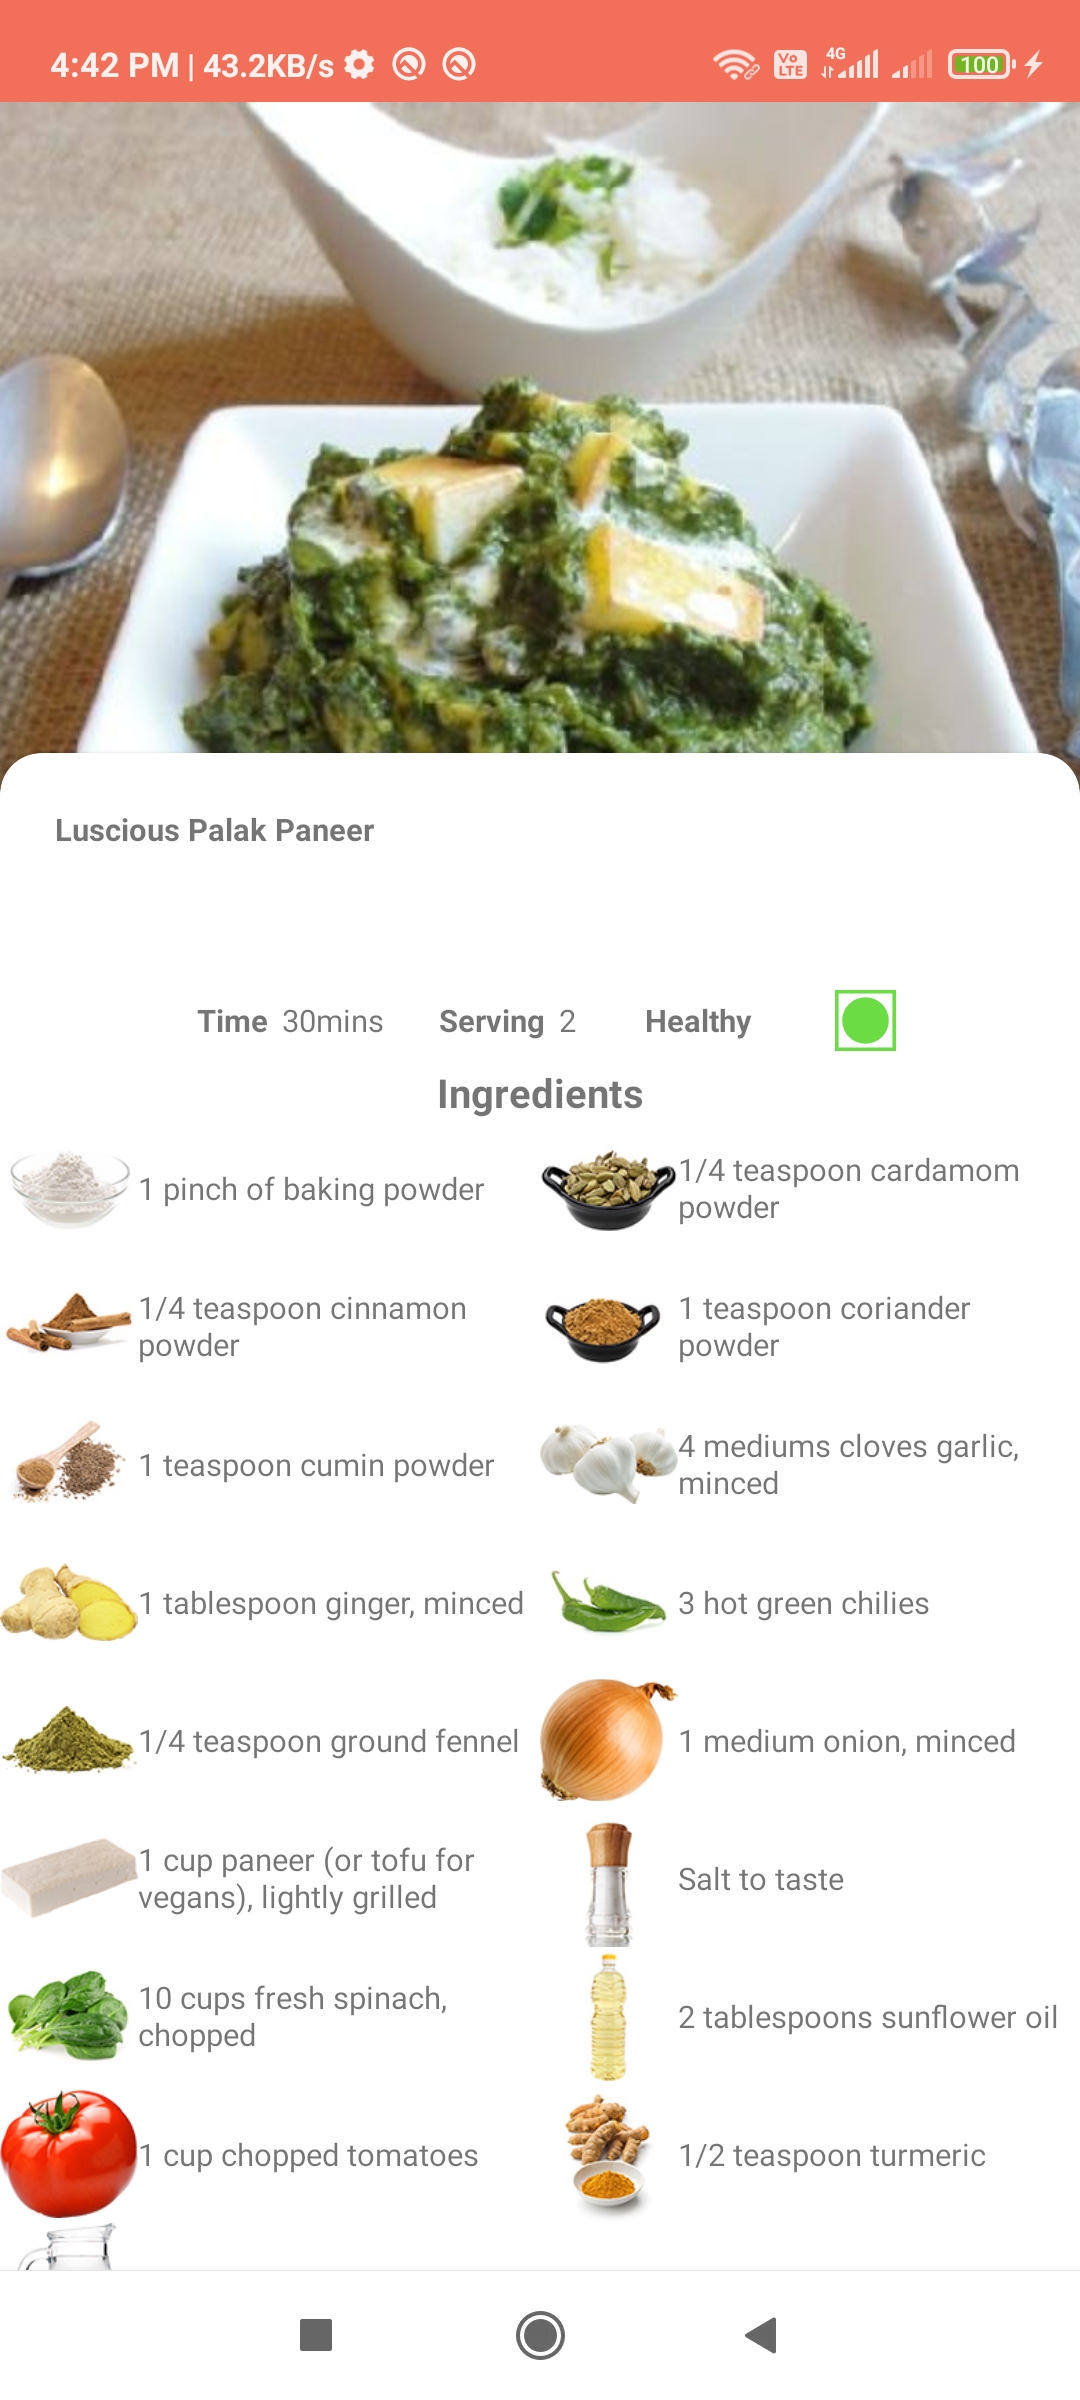 4:42 PM | 43.2KB/s
Vo LTE
4G
100
Luscious Palak Paneer
Time 30mins Serving 2 Healthy
Ingredients
1 pinch of baking powder
1/4 teaspoon cardamom
powder
1/4 teaspoon cinnamon
powder
1 teaspoon coriander
powder
1 teaspoon cumin powder
4 mediums cloves garlic,
minced
1 tablespoon ginger, minced
3 hot green chilies
1/4 teaspoon ground fennel
1 medium onion, minced
1 cup paneer (or tofu for
vegans), lightly grilled
Salt to taste
10 cups fresh spinach,
chopped
2 tablespoons sunflower oil
1 cup chopped tomatoes
1/2 teaspoon turmeric